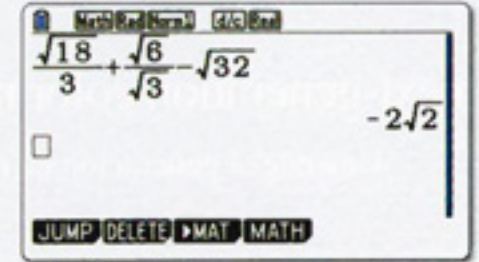 Math Rad Norm1 d/c Real
√18/3 + √6/√3 − √32
−2√2
JUMP DELETE ►MAT MATH